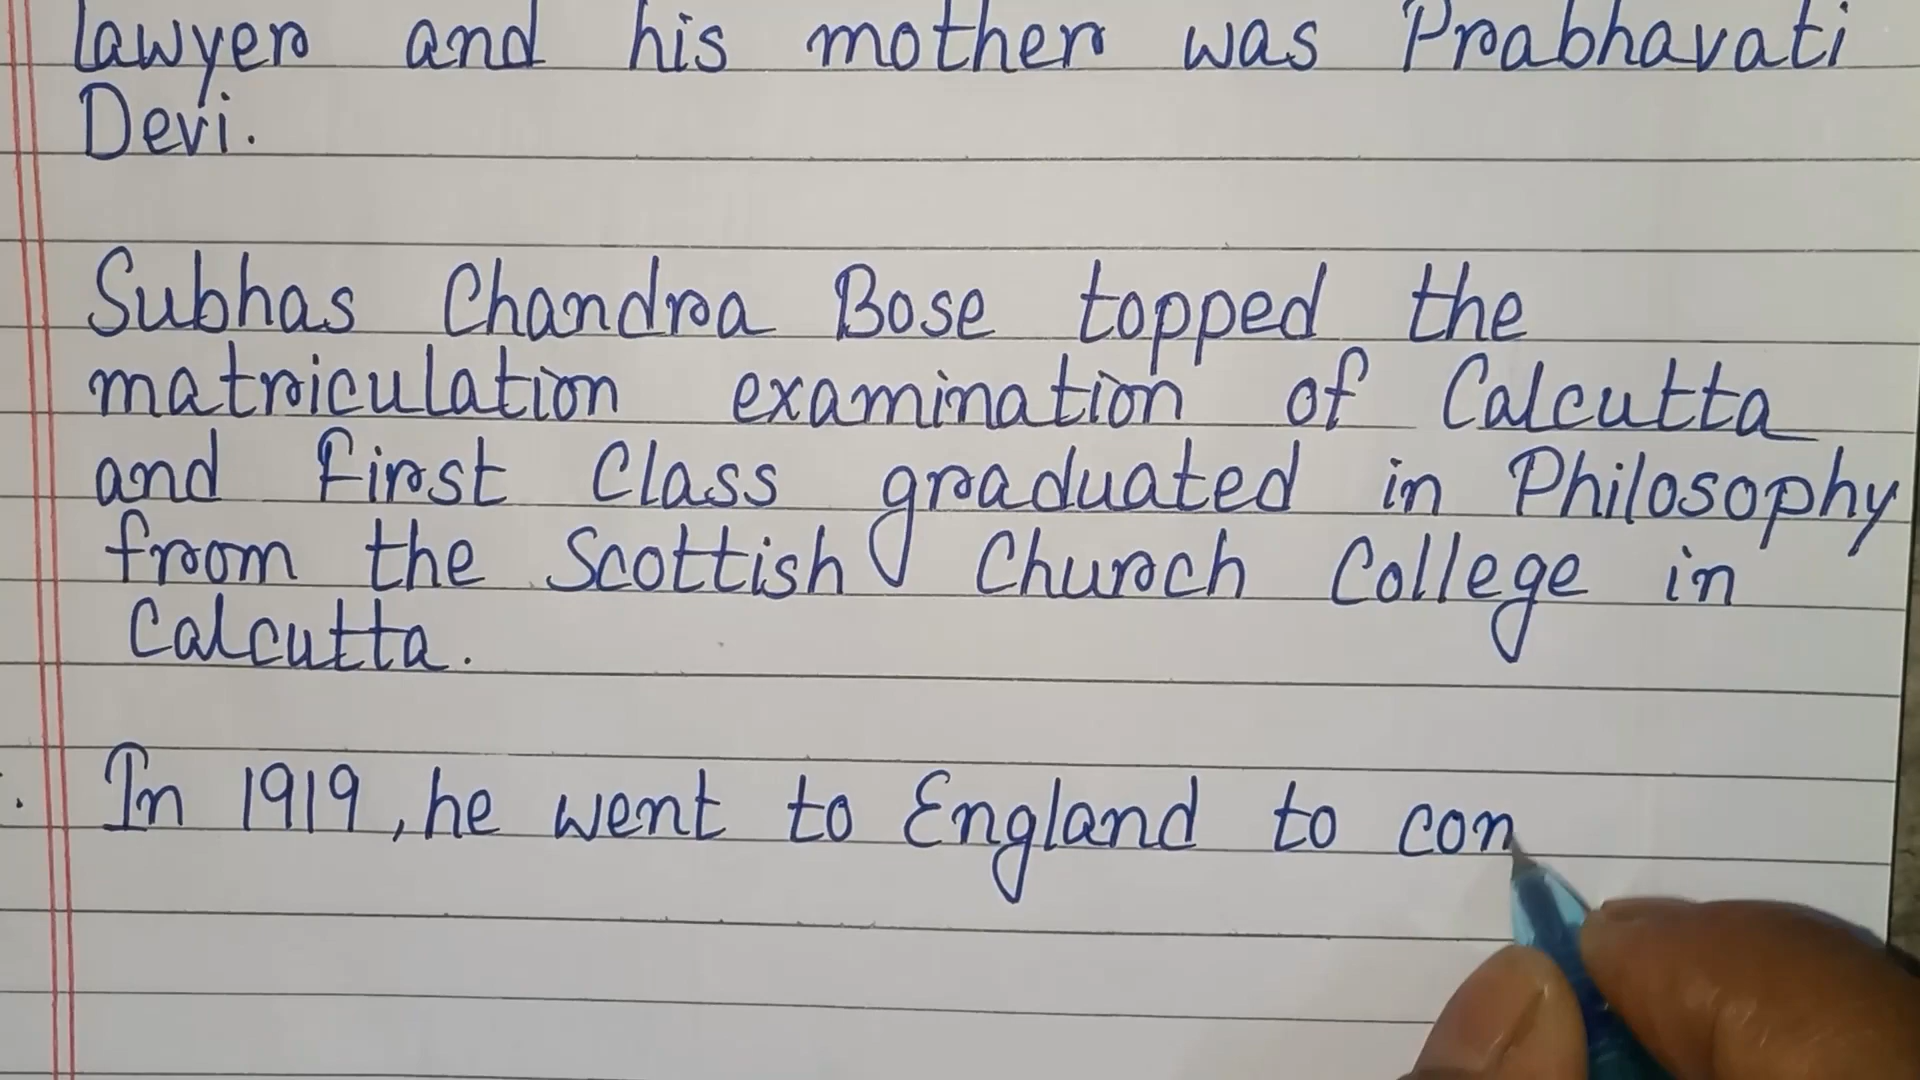 lawyer and his mother was Prabhavati
Devi.
Subhas Chandra Bose topped the
matriculation examination of Calcutta
and First Class graduated in Philosophy
from the Scottish Church College in
Calcutta.
In 1919, he went to England to com